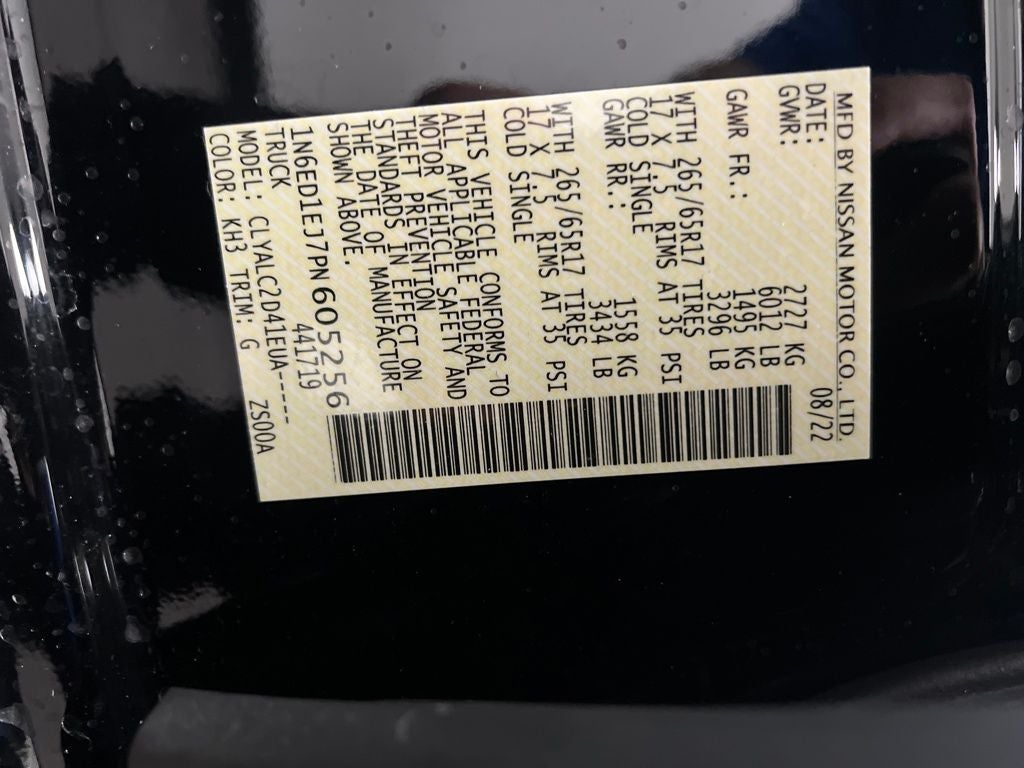 MFD BY NISSAN MOTOR CO., LTD.
DATE: 08/22
GVWR: 2727 KG
6012 LB
GAWR FR.: 1495 KG
3296 LB
WITH 265/65R17 TIRES
17 X 7.5 RIMS AT 35 PSI
COLD SINGLE
GAWR RR.: 1558 KG
3434 LB
WITH 265/65R17 TIRES
17 X 7.5 RIMS AT 35 PSI
COLD SINGLE
THIS VEHICLE CONFORMS TO
ALL APPLICABLE FEDERAL
MOTOR VEHICLE SAFETY AND
THEFT PREVENTION
STANDARDS IN EFFECT ON
THE DATE OF MANUFACTURE
SHOWN ABOVE.
1N6ED1EJ7PN605256
TRUCK 441719
MODEL: CLYALC2D41EUA-----
COLOR: KH3 TRIM: G ZS00A